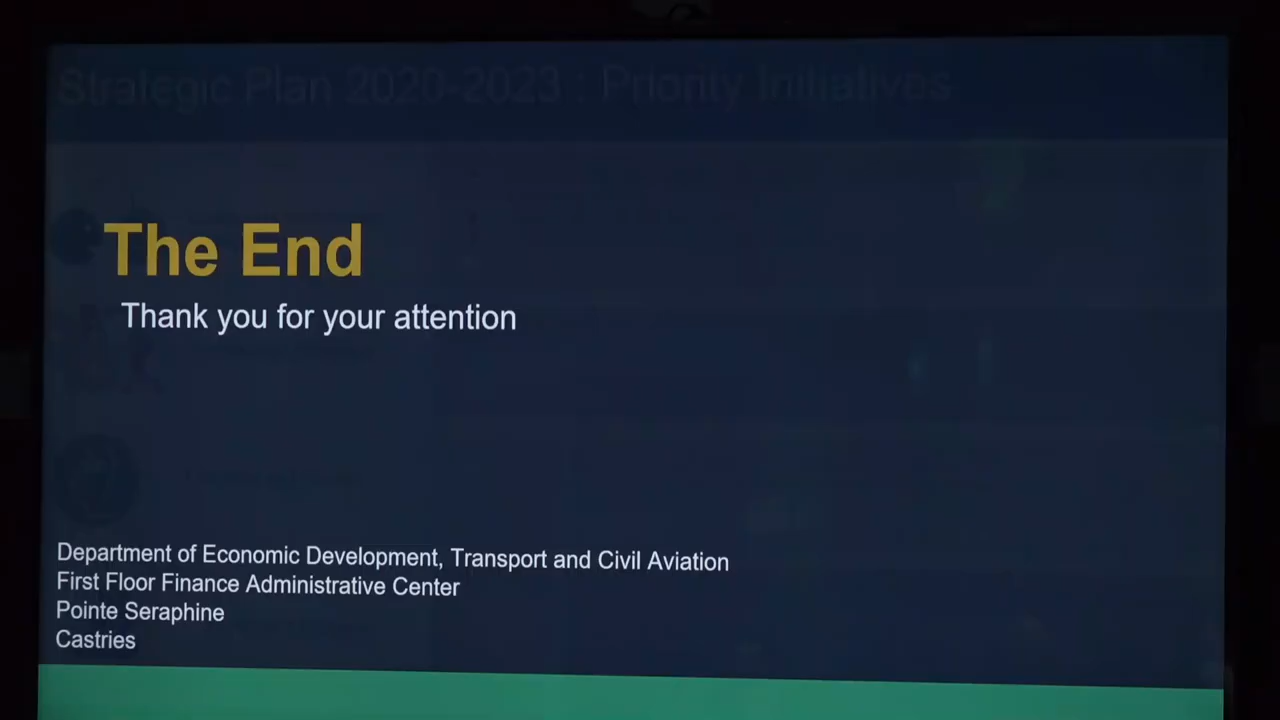 Strategic Plan 2020-2023 : Priority Initiatives
The End
Thank you for your attention
Department of Economic Development, Transport and Civil Aviation
First Floor Finance Administrative Center
Pointe Seraphine
Castries